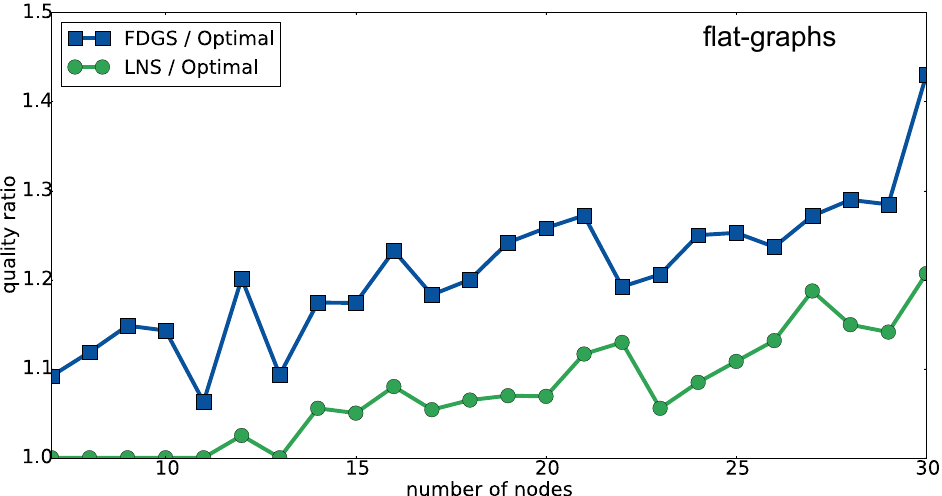 1.5
FDGS / Optimal
flat-graphs
LNS / Optimal
1.4
1.3
quality ratio
1.2
1.1
1.0
10 15 20 25 30
number of nodes